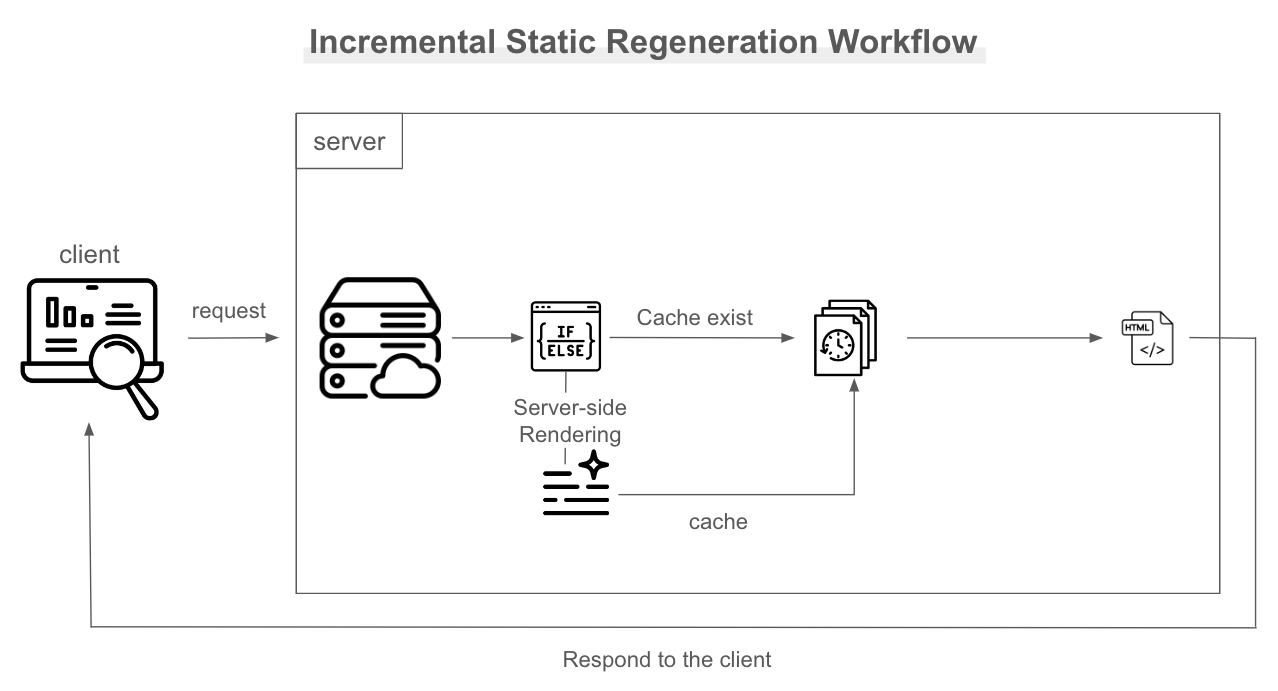 Incremental Static Regeneration Workflow
server
client
request
{IF
ELSE}
Cache exist
HTML
</>
Server-side
Rendering
cache
Respond to the client